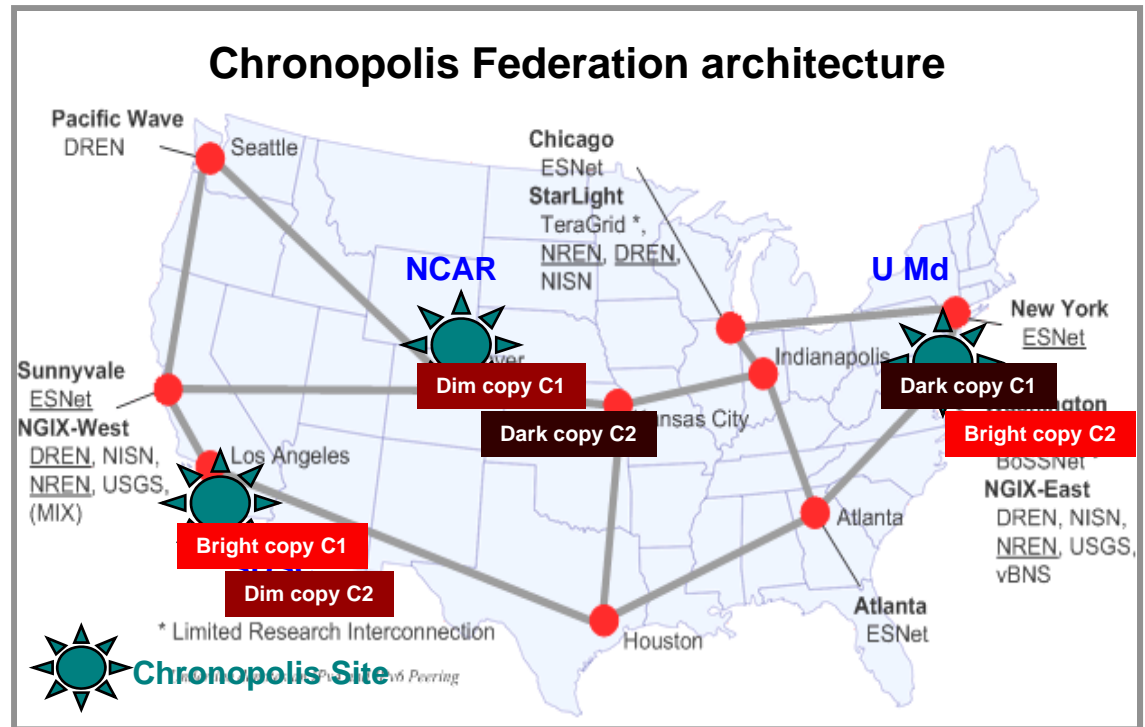 Chronopolis Federation architecture
Pacific Wave
DREN
Seattle
Chicago
ESNet
StarLight
TeraGrid *,
NREN, DREN,
NISN
NCAR
U Md
New York
ESNet
Indianapolis
Sunnyvale
ESNet
NGIX-West
DREN, NISN,
NREN, USGS,
(MIX)
Los Angeles
Dim copy C1
Dark copy C2
City
Dark copy C1
Bright copy C2
BoSSNet
NGIX-East
DREN, NISN,
NREN, USGS,
vBNS
Atlanta
Bright copy C1
Dim copy C2
Atlanta
ESNet
Houston
* Limited Research Interconnection
Chronopolis Site
Peering